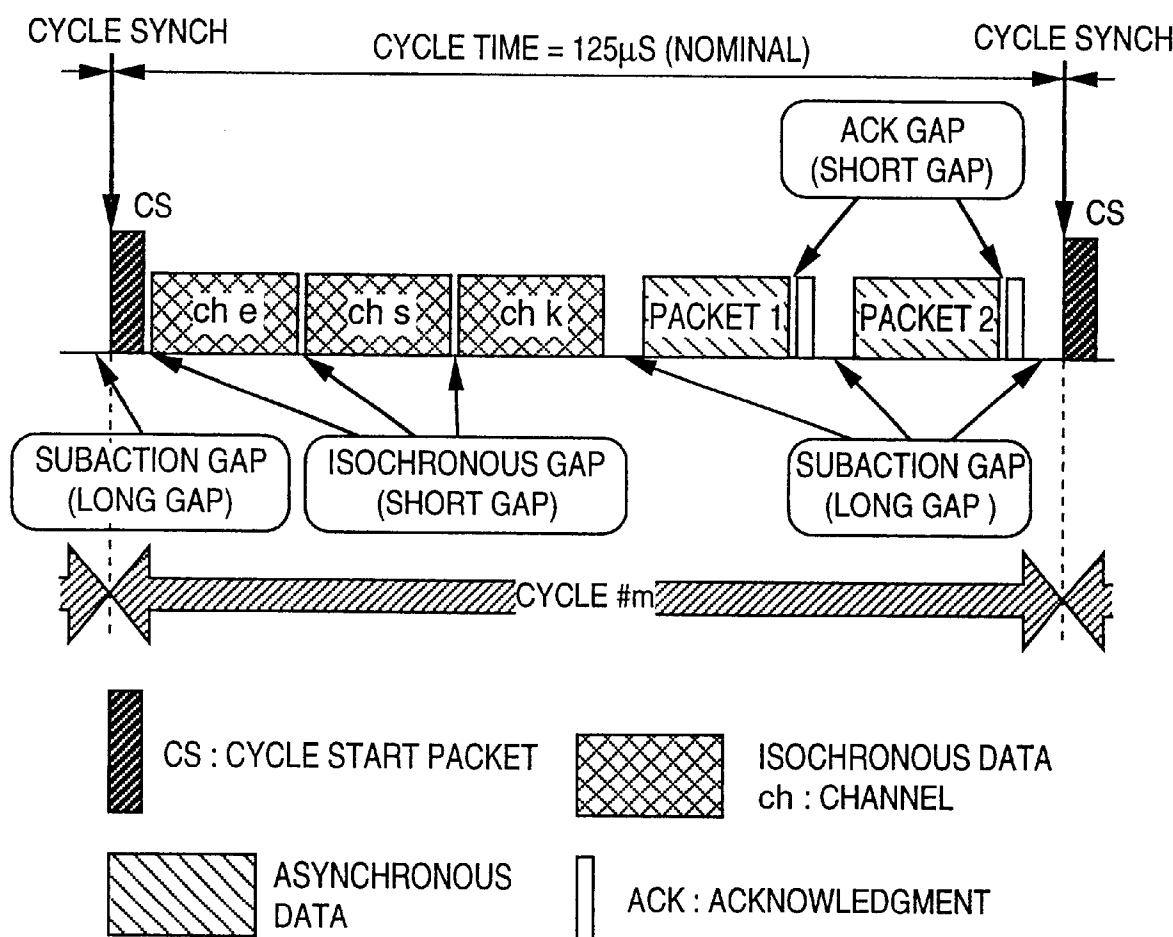 CYCLE SYNCH
CYCLE TIME = 125µS (NOMINAL)
CYCLE SYNCH
ACK GAP
(SHORT GAP)
CS
CS
ch e
ch s
ch k
PACKET 1
PACKET 2
SUBACTION GAP
(LONG GAP)
ISOCHRONOUS GAP
(SHORT GAP)
SUBACTION GAP
(LONG GAP )
CYCLE #m
CS : CYCLE START PACKET
ISOCHRONOUS DATA
ch : CHANNEL
ASYNCHRONOUS
DATA
ACK : ACKNOWLEDGMENT